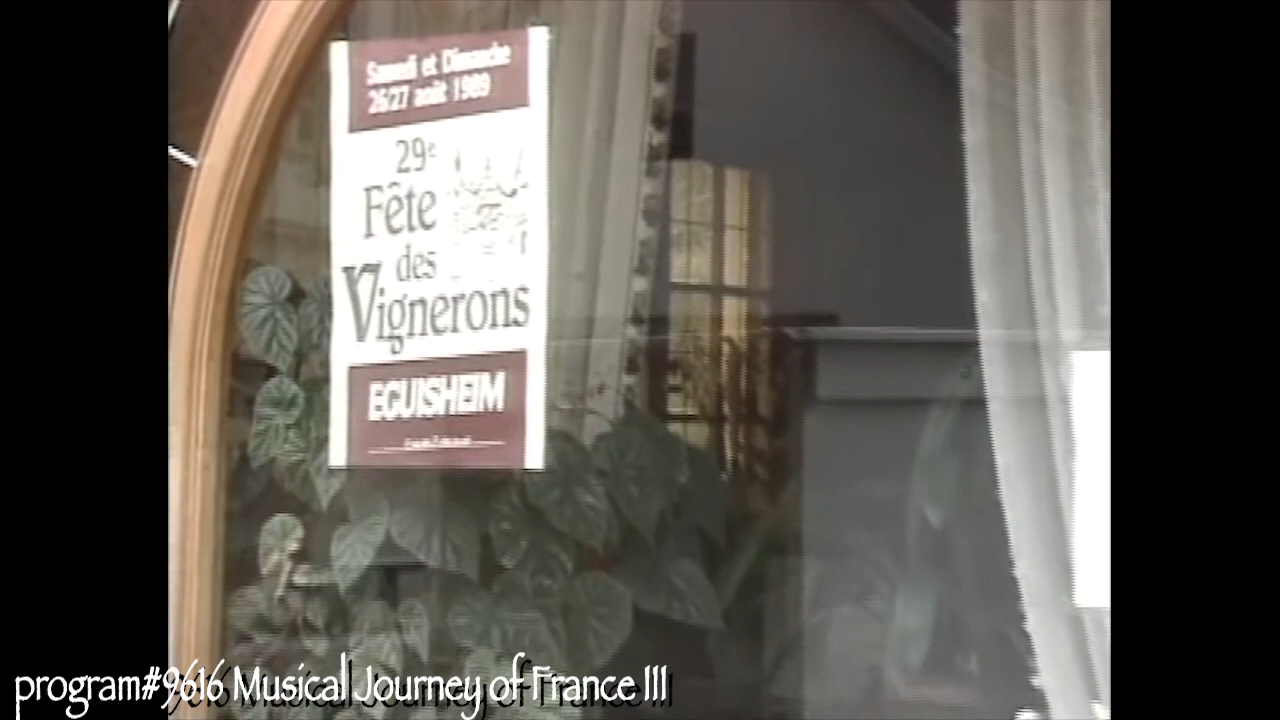 Samedi et Dimanche
26/27 août 1989
29e
Fête
des
Vignerons
EGUISHEIM
program#9616 Musical Journey of France III